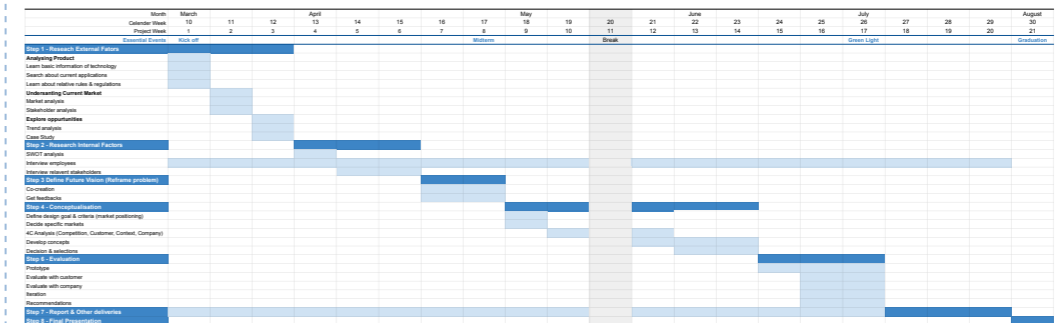 Month March April May June July August
Calender Week 10 11 12 13 14 15 16 17 18 19 20 21 22 23 24 25 26 27 28 29 30
Project Week 1 2 3 4 5 6 7 8 9 10 11 12 13 14 15 16 17 18 19 20 21
Essential Events Kick off Midterm Break Green Light Graduation
Step 1 - Reseach External Fators
Analysing Product
Learn basic information of technology
Search about current applications
Learn about relative rules & regulations
Undersanding Current Market
Market analysis
Stakeholder analysis
Explore oppurtunities
Trend analysis
Case Study
Step 2 - Research Internal Factors
SWOT analysis
Interview employees
Interview relevent stakeholders
Step 3 Define Future Vision (Reframe problem)
Co-creation
Get feedbacks
Step 4 - Conceptualisation
Define design goal & criteria (market positioning)
Decide specific markets
4C Analysis (Competition, Customer, Context, Company)
Develop concepts
Decision & selections
Step 6 - Evaluation
Prototype
Evaluate with customer
Evaluate with company
Iteration
Recommendations
Step 7 - Report & Other deliveries
Step 8 - Final Presentation